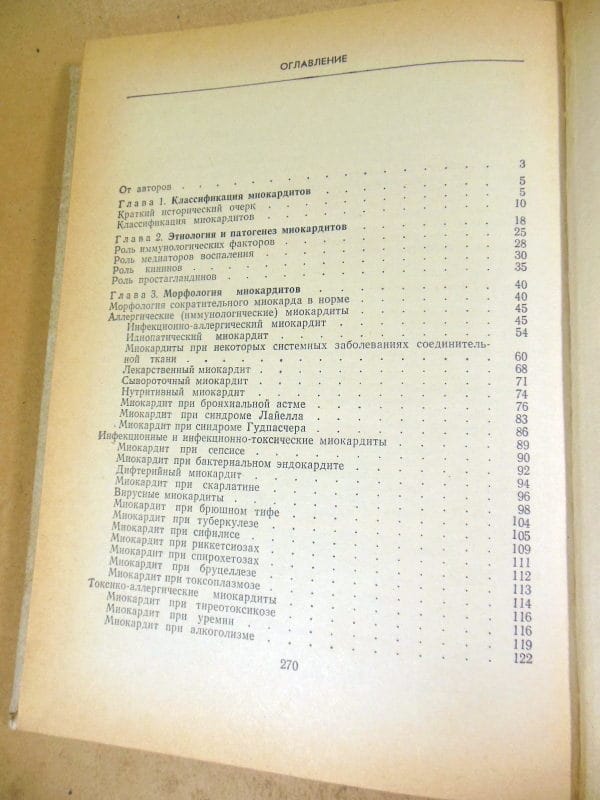 ОГЛАВЛЕНИЕ
От авторов . . . . . . . . . . . . 3
Глава 1. Классификация миокардитов . . . . . . 5
Краткий исторический очерк . . . . . . . . 5
Классификация миокардитов . . . . . . . . 10
Глава 2. Этиология и патогенез миокардитов . . . . . 18
Роль иммунологических факторов . . . . . . . 25
Роль медиаторов воспаления . . . . . . . . 28
Роль кининов . . . . . . . . . . 30
Роль простагландинов . . . . . . . . . 35
Глава 3. Морфология миокардитов . . . . . . 40
Морфология сократительного миокарда в норме . . . . . 40
Аллергические (иммунологические) миокардиты . . . . . 45
Инфекционно-аллергический миокардит . . . . . . 45
Идиопатический миокардит . . . . . . . . 54
Миокардиты при некоторых системных заболеваниях соединитель-
ной ткани . . . . . . . . . . . 60
Лекарственный миокардит . . . . . . . . 68
Сывороточный миокардит . . . . . . . . 71
Нутритивный миокардит . . . . . . . . 74
Миокардит при бронхиальной астме . . . . . . 76
Миокардит при синдроме Лайелла . . . . . . 83
Миокардит при синдроме Гудпасчера . . . . . . 86
Инфекционные и инфекционно-токсические миокардиты . . . . 89
Миокардит при сепсисе . . . . . . . . 90
Миокардит при бактериальном эндокардите . . . . . 92
Дифтерийный миокардит . . . . . . . . 94
Миокардит при скарлатине . . . . . . . . 96
Вирусные миокардиты . . . . . . . . . 98
Миокардит при брюшном тифе . . . . . . . 104
Миокардит при туберкулезе . . . . . . . . 105
Миокардит при сифилисе . . . . . . . . 109
Миокардит при риккетсиозах . . . . . . . 111
Миокардит при спирохетозах . . . . . . . 112
Миокардит при бруцеллезе . . . . . . . . 113
Миокардит при токсоплазмозе . . . . . . . 114
Токсико-аллергические миокардиты . . . . . . . 116
Миокардит при тиреотоксикозе . . . . . . . 116
Миокардит при уремии . . . . . . . . 119
Миокардит при алкоголизме . . . . . . . . 122
270